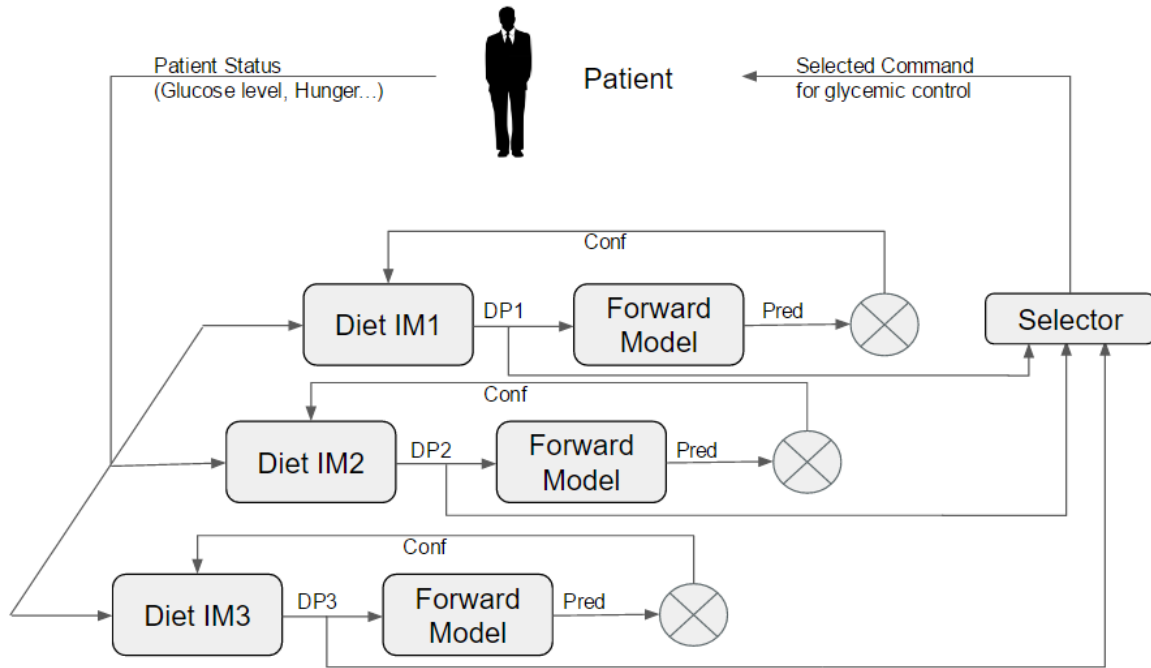 Patient Status
(Glucose level, Hunger...)
Patient
Selected Command
for glycemic control
Conf
Diet IM1
DP1
Forward
Model
Pred
Selector
Conf
Diet IM2
DP2
Forward
Model
Pred
Conf
Diet IM3
DP3
Forward
Model
Pred